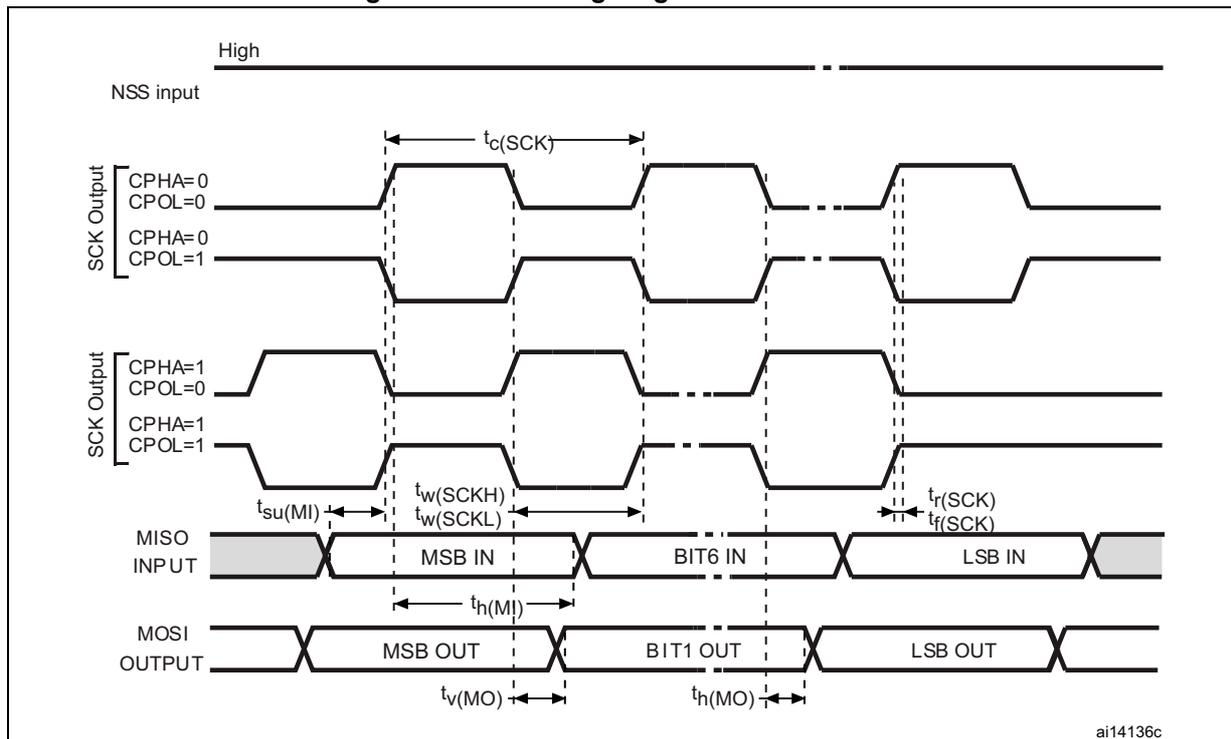 High
NSS input
tc(SCK)
SCK Output
CPHA=0
CPOL=0
CPHA=0
CPOL=1
SCK Output
CPHA=1
CPOL=0
CPHA=1
CPOL=1
tsu(MI)
tw(SCKH)
tw(SCKL)
tr(SCK)
tf(SCK)
MISO
INPUT
MSB IN
BIT6 IN
LSB IN
th(MI)
MOSI
OUTPUT
MSB OUT
BIT1 OUT
LSB OUT
tv(MO)
th(MO)
ai14136c